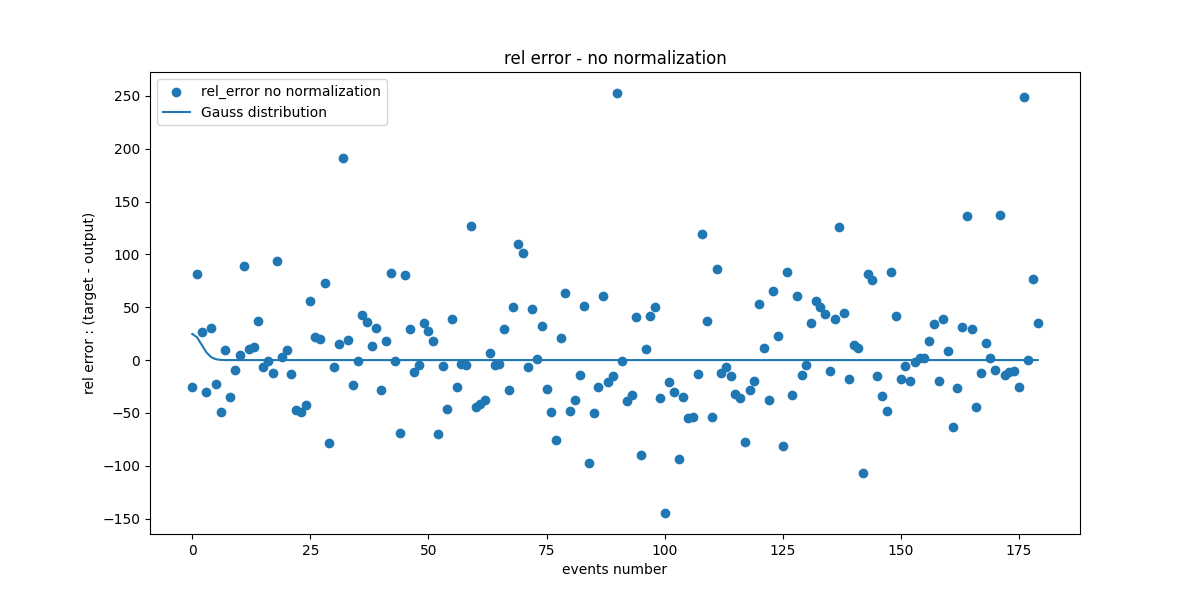 rel error - no normalization
rel_error no normalization
Gauss distribution
rel error : (target - output)
250
200
150
100
50
0
−50
−100
−150
0 25 50 75 100 125 150 175
events number